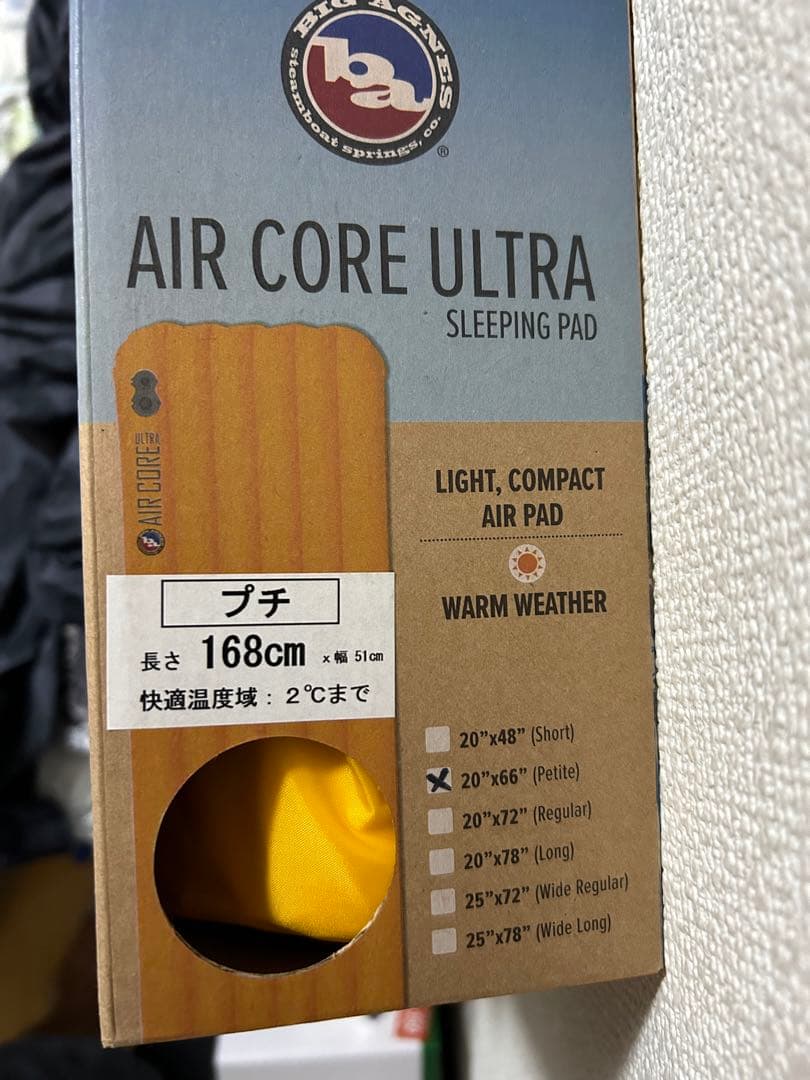 BIG AGNES
ba
steamboat springs, co.
®
AIR CORE ULTRA
SLEEPING PAD
AIR CORE ULTRA
ba
LIGHT, COMPACT
AIR PAD
WARM WEATHER
プチ
長さ 168cm x 幅 51cm
快適温度域：２℃まで
20"x48" (Short)
20"x66" (Petite)
20"x72" (Regular)
20"x78" (Long)
25"x72" (Wide Regular)
25"x78" (Wide Long)